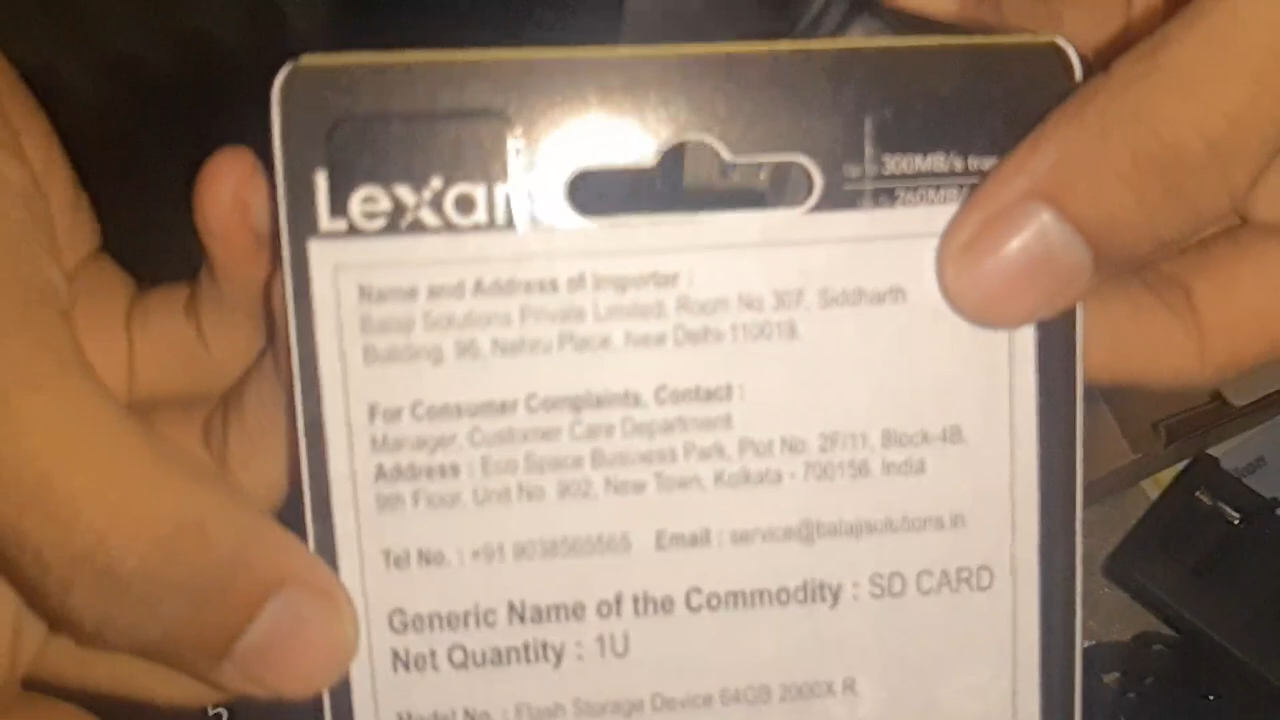 Lexar
300MB/s
260MB/
Name and Address of Importer :
Balaji Solutions Private Limited, Room No 307, Siddharth
Building, 96, Nehru Place, New Delhi-110019.
For Consumer Complaints, Contact :
Manager, Customer Care Department
Address : Eco Space Business Park, Plot No. 2F/11, Block-4B,
9th Floor, Unit No. 902, New Town, Kolkata - 700156. India
Tel No. : +91 9038565565 Email : service@balajisolutions.in
Generic Name of the Commodity : SD CARD
Net Quantity : 1U
Model No. : Flash Storage Device 64GB 2000X R